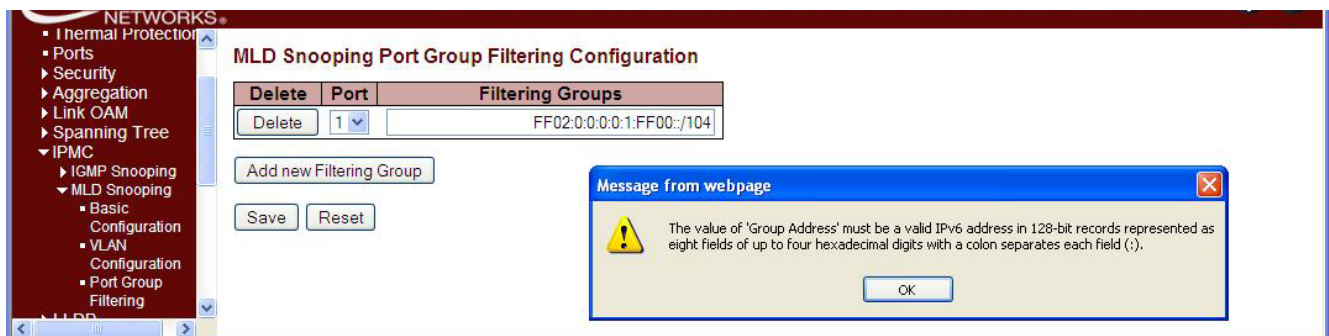 NETWORKS®
Thermal Protection
Ports
Security
Aggregation
Link OAM
Spanning Tree
IPMC
IGMP Snooping
MLD Snooping
Basic
Configuration
VLAN
Configuration
Port Group
Filtering
LLDP
MLD Snooping Port Group Filtering Configuration
Delete Port Filtering Groups
Delete 1 FF02:0:0:0:0:1:FF00::/104
Add new Filtering Group
Save Reset
Message from webpage
The value of 'Group Address' must be a valid IPv6 address in 128-bit records represented as
eight fields of up to four hexadecimal digits with a colon separates each field (:).
OK